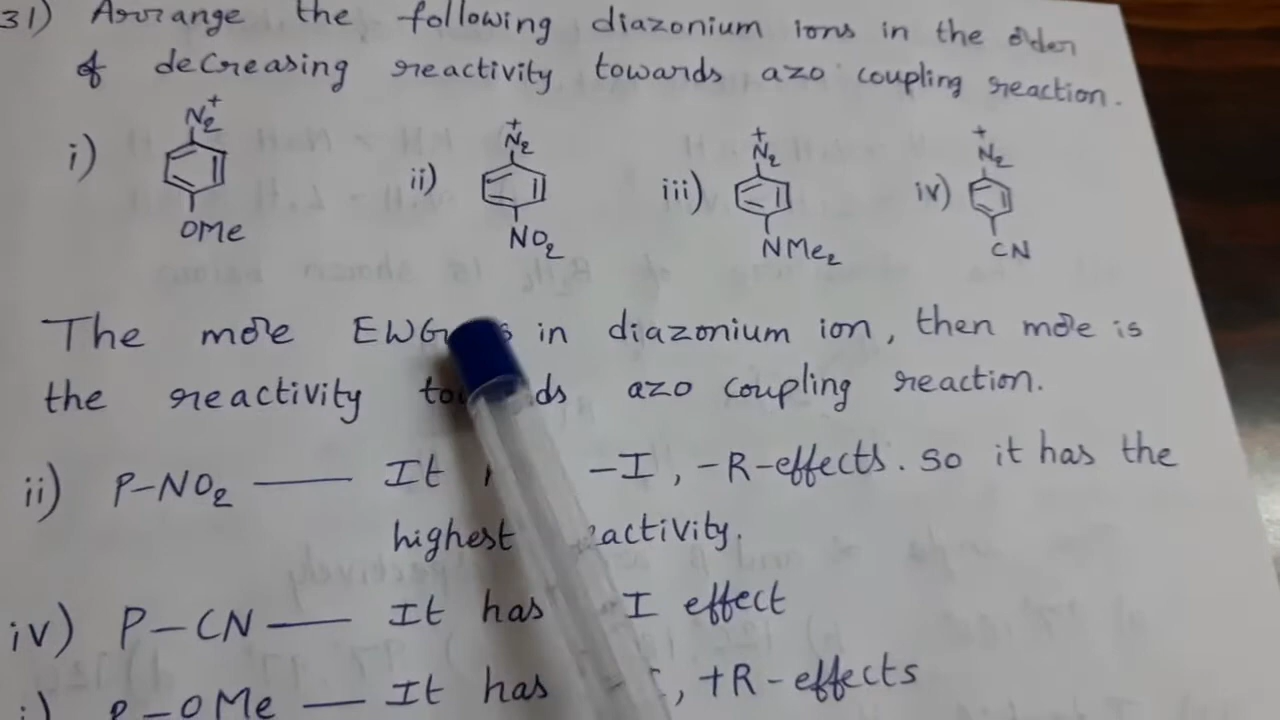 31) Arrange the following diazonium ions in the order
of decreasing reactivity towards azo coupling reaction.
i) N2+ OMe
ii) N2+ NO2
iii) N2+ NMe2
iv) N2+ CN
The more EWG in diazonium ion, then more is
the reactivity azo coupling reaction.
ii) P-NO2 — It -I, -R-effects. so it has the
highest
iv) P-CN — It has I effect
P-OMe — It has , +R-effects